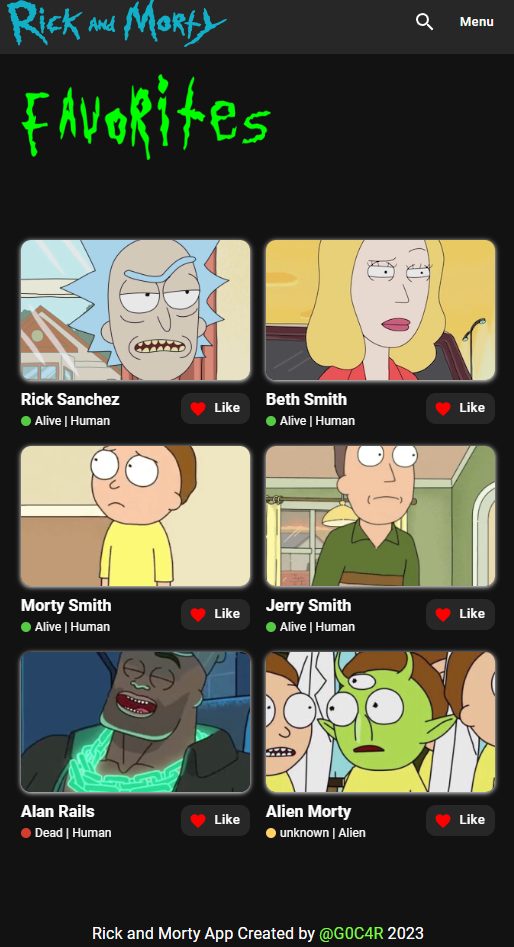 Rick and Morty
Menu
Favorites
Rick Sanchez
Alive | Human
Like
Beth Smith
Alive | Human
Like
Morty Smith
Alive | Human
Like
Jerry Smith
Alive | Human
Like
Alan Rails
Dead | Human
Like
Alien Morty
unknown | Alien
Like
Rick and Morty App Created by @G0C4R 2023